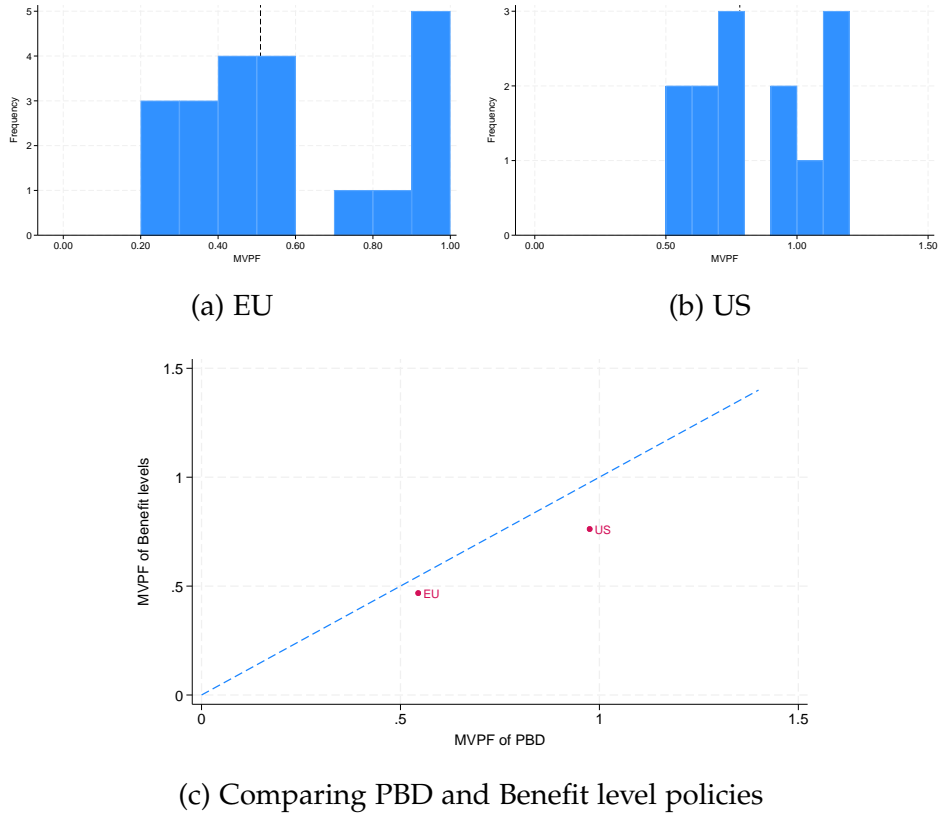 5
4
3
2
1
0
Frequency
0.00 0.20 0.40 0.60 0.80 1.00
MVPF
(a) EU
3
2
1
0
Frequency
0.00 0.50 1.00 1.50
MVPF
(b) US
1.5
1
.5
0
MVPF of Benefit levels
US
EU
0 .5 1 1.5
MVPF of PBD
(c) Comparing PBD and Benefit level policies